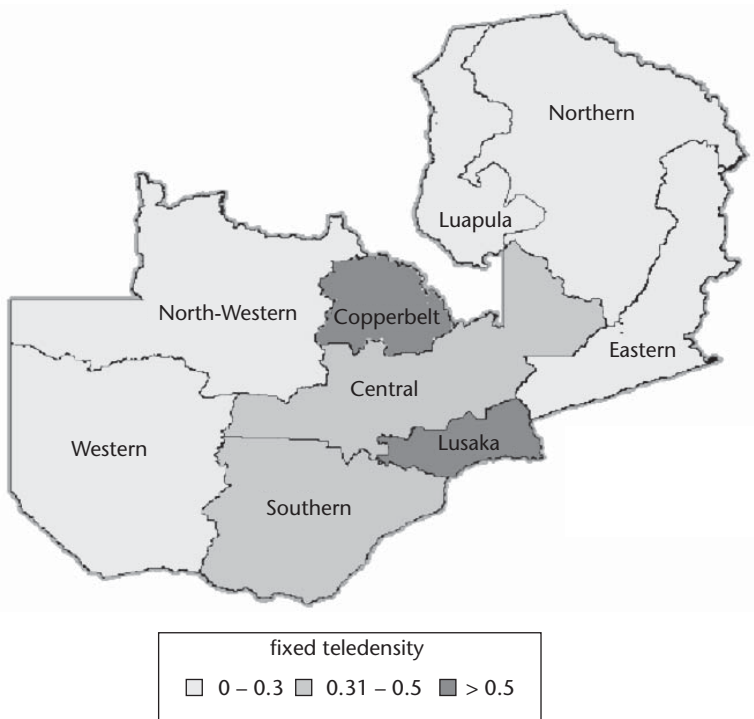 Northern
Luapula
North-Western
Copperbelt
Eastern
Central
Western
Lusaka
Southern
fixed teledensity
0 – 0.3 0.31 – 0.5 > 0.5